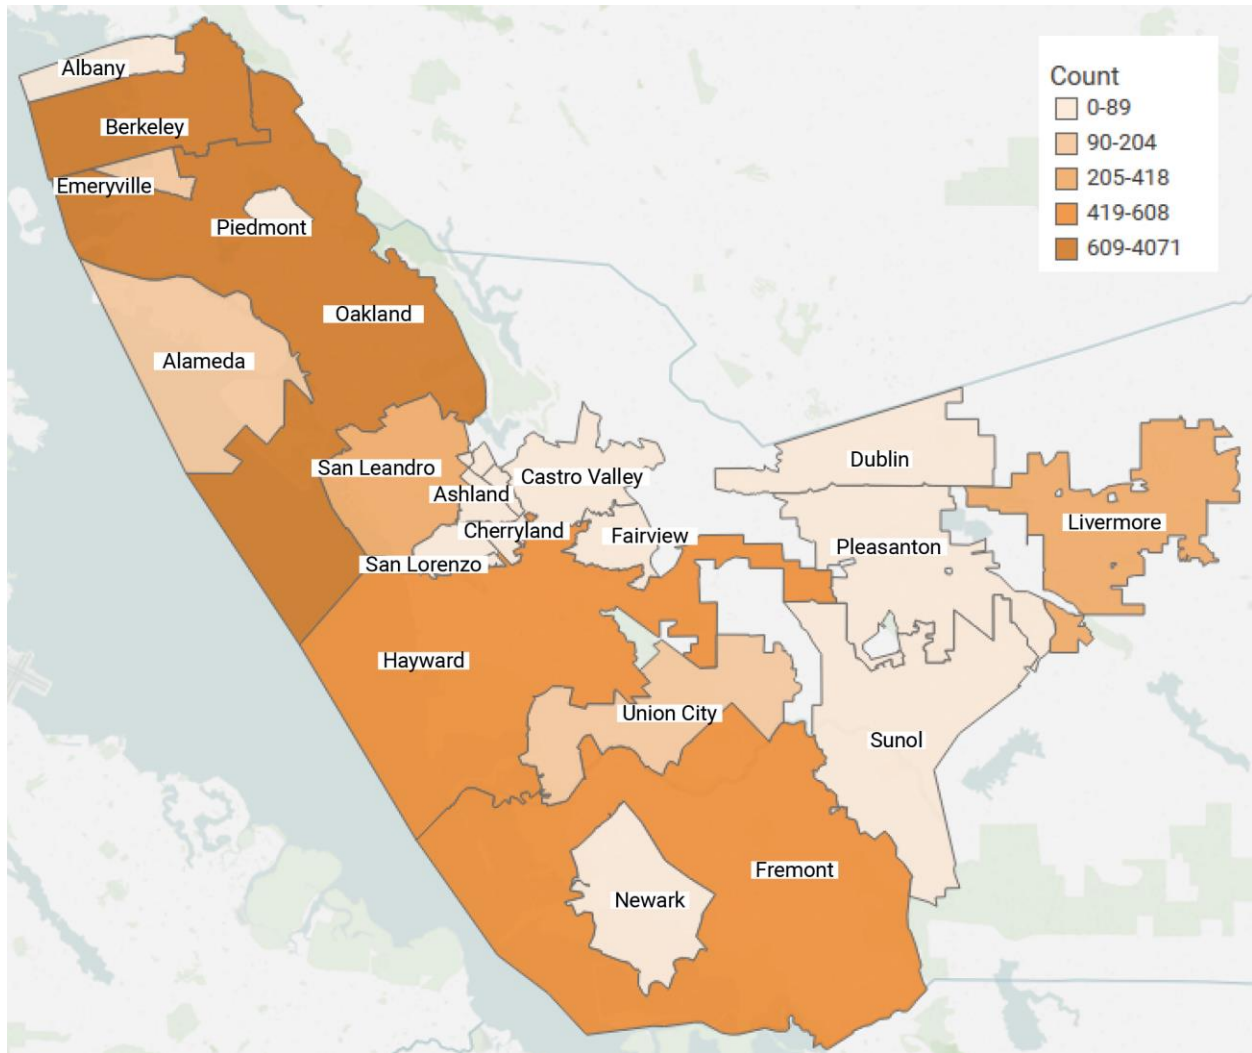 Albany
Berkeley
Emeryville
Piedmont
Oakland
Alameda
San Leandro
Ashland
Castro Valley
Cherryland
Fairview
San Lorenzo
Dublin
Livermore
Pleasanton
Hayward
Union City
Sunol
Fremont
Newark
Count
0-89
90-204
205-418
419-608
609-4071